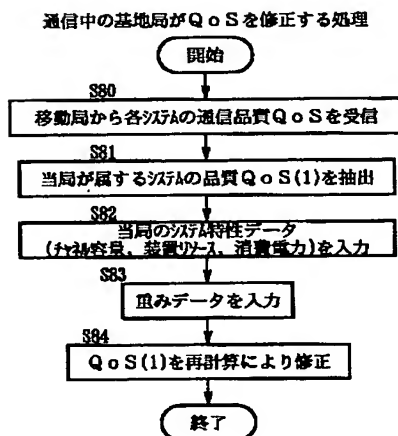 通信中の基地局がＱｏＳを修正する処理
開始
S80
移動局から各ｼｽﾃﾑの通信品質ＱｏＳを受信
S81
当局が属するｼｽﾃﾑの品質ＱｏＳ(1)を抽出
S82
当局のｼｽﾃﾑ特性データ
(ﾁｬﾈﾙ容量、装置ﾘｿｰｽ、消費電力)を入力
S83
重みデータを入力
S84
ＱｏＳ(1)を再計算により修正
終了